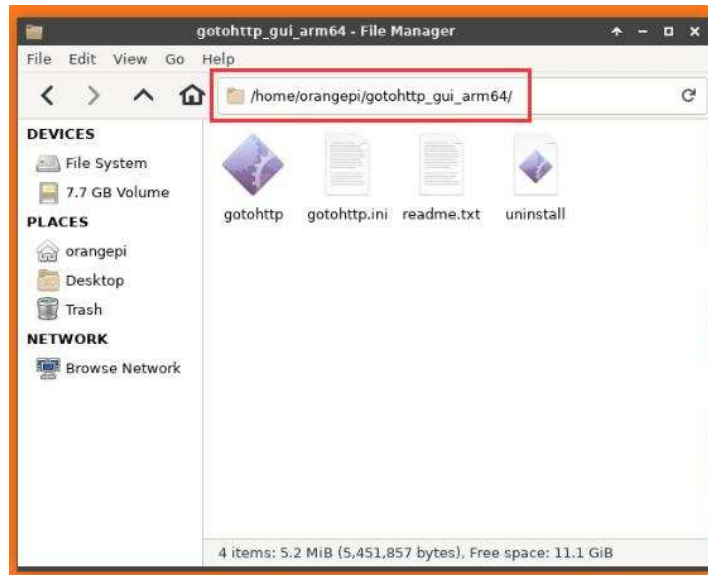 gotohttp_gui_arm64 - File Manager
File Edit View Go Help
/home/orangepi/gotohttp_gui_arm64/
DEVICES
File System
7.7 GB Volume
PLACES
orangepi
Desktop
Trash
NETWORK
Browse Network
gotohttp gotohttp.ini readme.txt uninstall
4 items: 5.2 MiB (5,451,857 bytes), Free space: 11.1 GiB